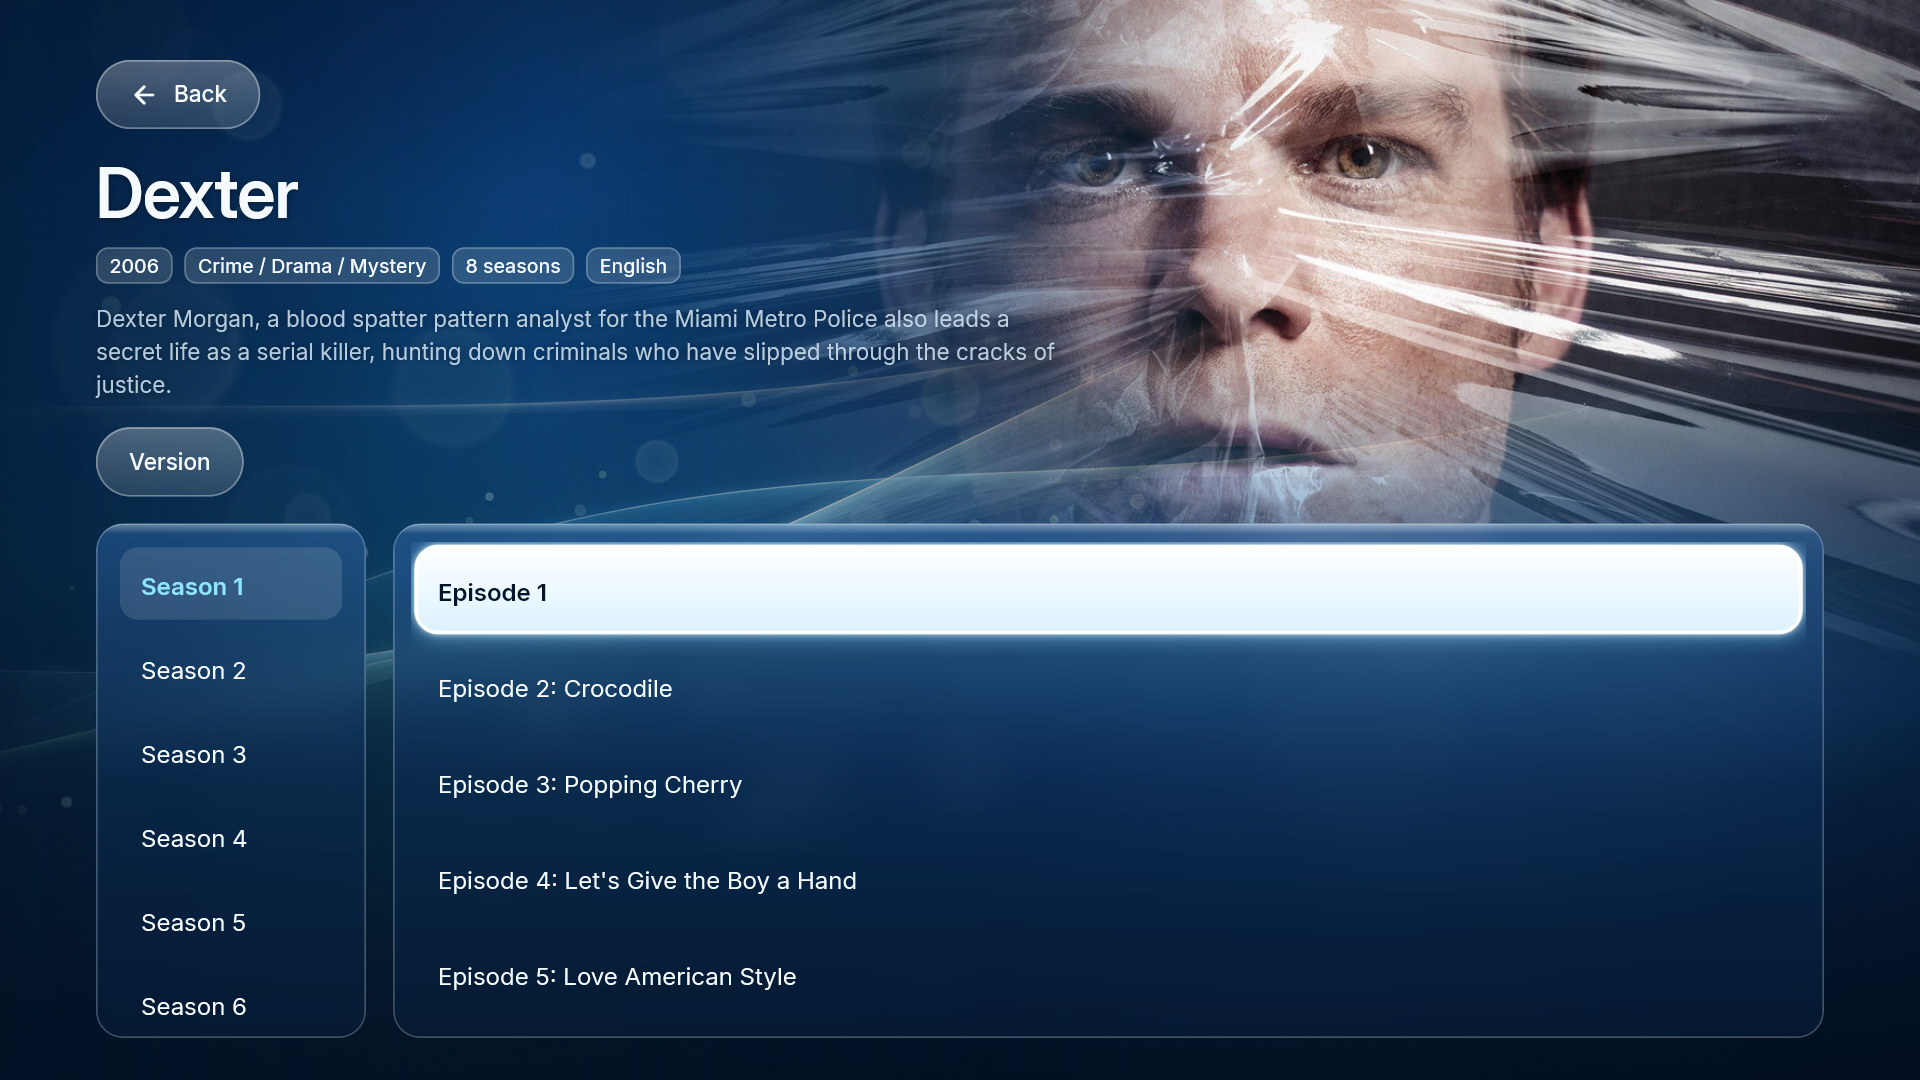 Back
Dexter
2006
Crime / Drama / Mystery
8 seasons
English
Dexter Morgan, a blood spatter pattern analyst for the Miami Metro Police also leads a
secret life as a serial killer, hunting down criminals who have slipped through the cracks of
justice.
Version
Season 1
Season 2
Season 3
Season 4
Season 5
Season 6
Episode 1
Episode 2: Crocodile
Episode 3: Popping Cherry
Episode 4: Let's Give the Boy a Hand
Episode 5: Love American Style